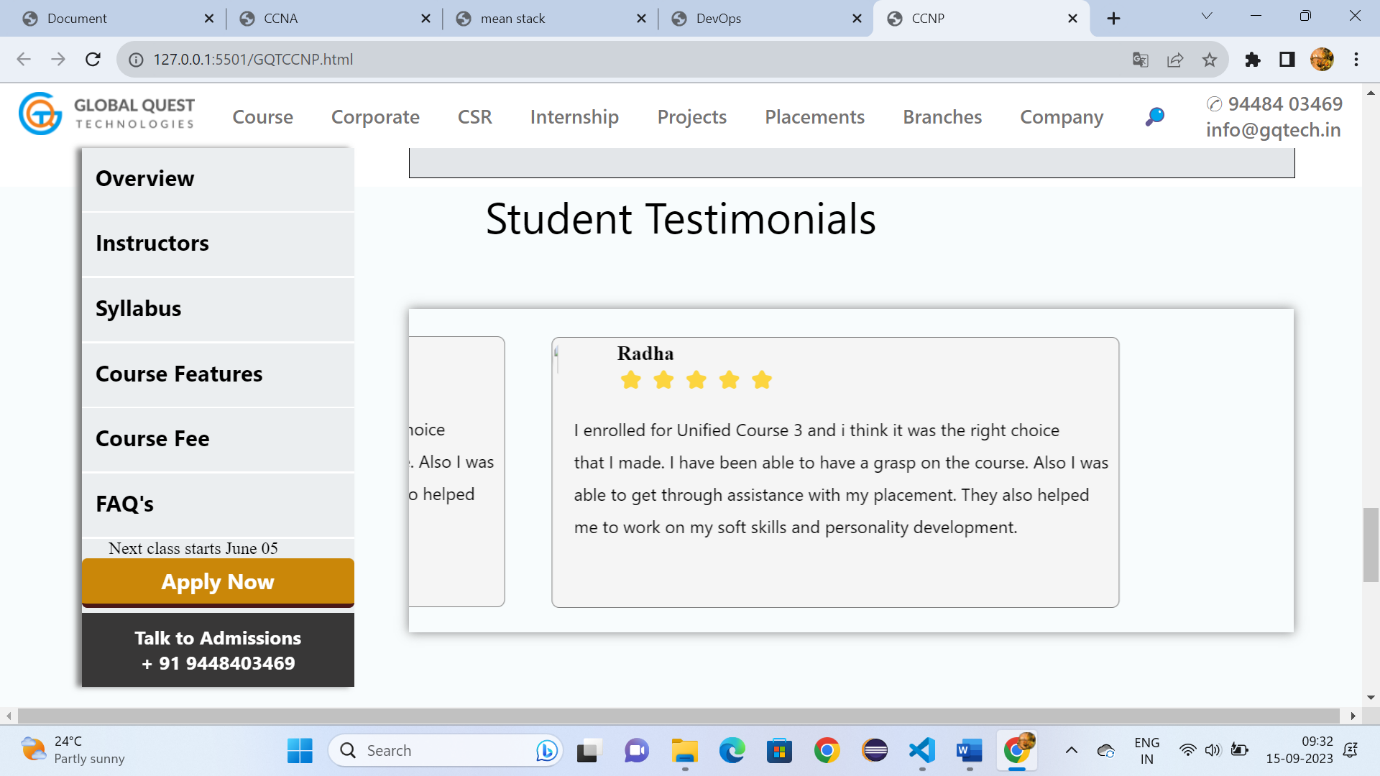 Document
CCNA
mean stack
DevOps
CCNP
127.0.0.1:5501/GQTCCNP.html
GLOBAL QUEST
TECHNOLOGIES
Course
Corporate
CSR
Internship
Projects
Placements
Branches
Company
94484 03469
info@gqtech.in
Overview
Instructors
Syllabus
Course Features
Course Fee
FAQ's
Next class starts June 05
Apply Now
Talk to Admissions
+ 91 9448403469
Student Testimonials
. Also I was
helped
Radha
I enrolled for Unified Course 3 and i think it was the right choice
that I made. I have been able to have a grasp on the course. Also I was
able to get through assistance with my placement. They also helped
me to work on my soft skills and personality development.
24°C
Partly sunny
Search
ENG
IN
09:32
15-09-2023